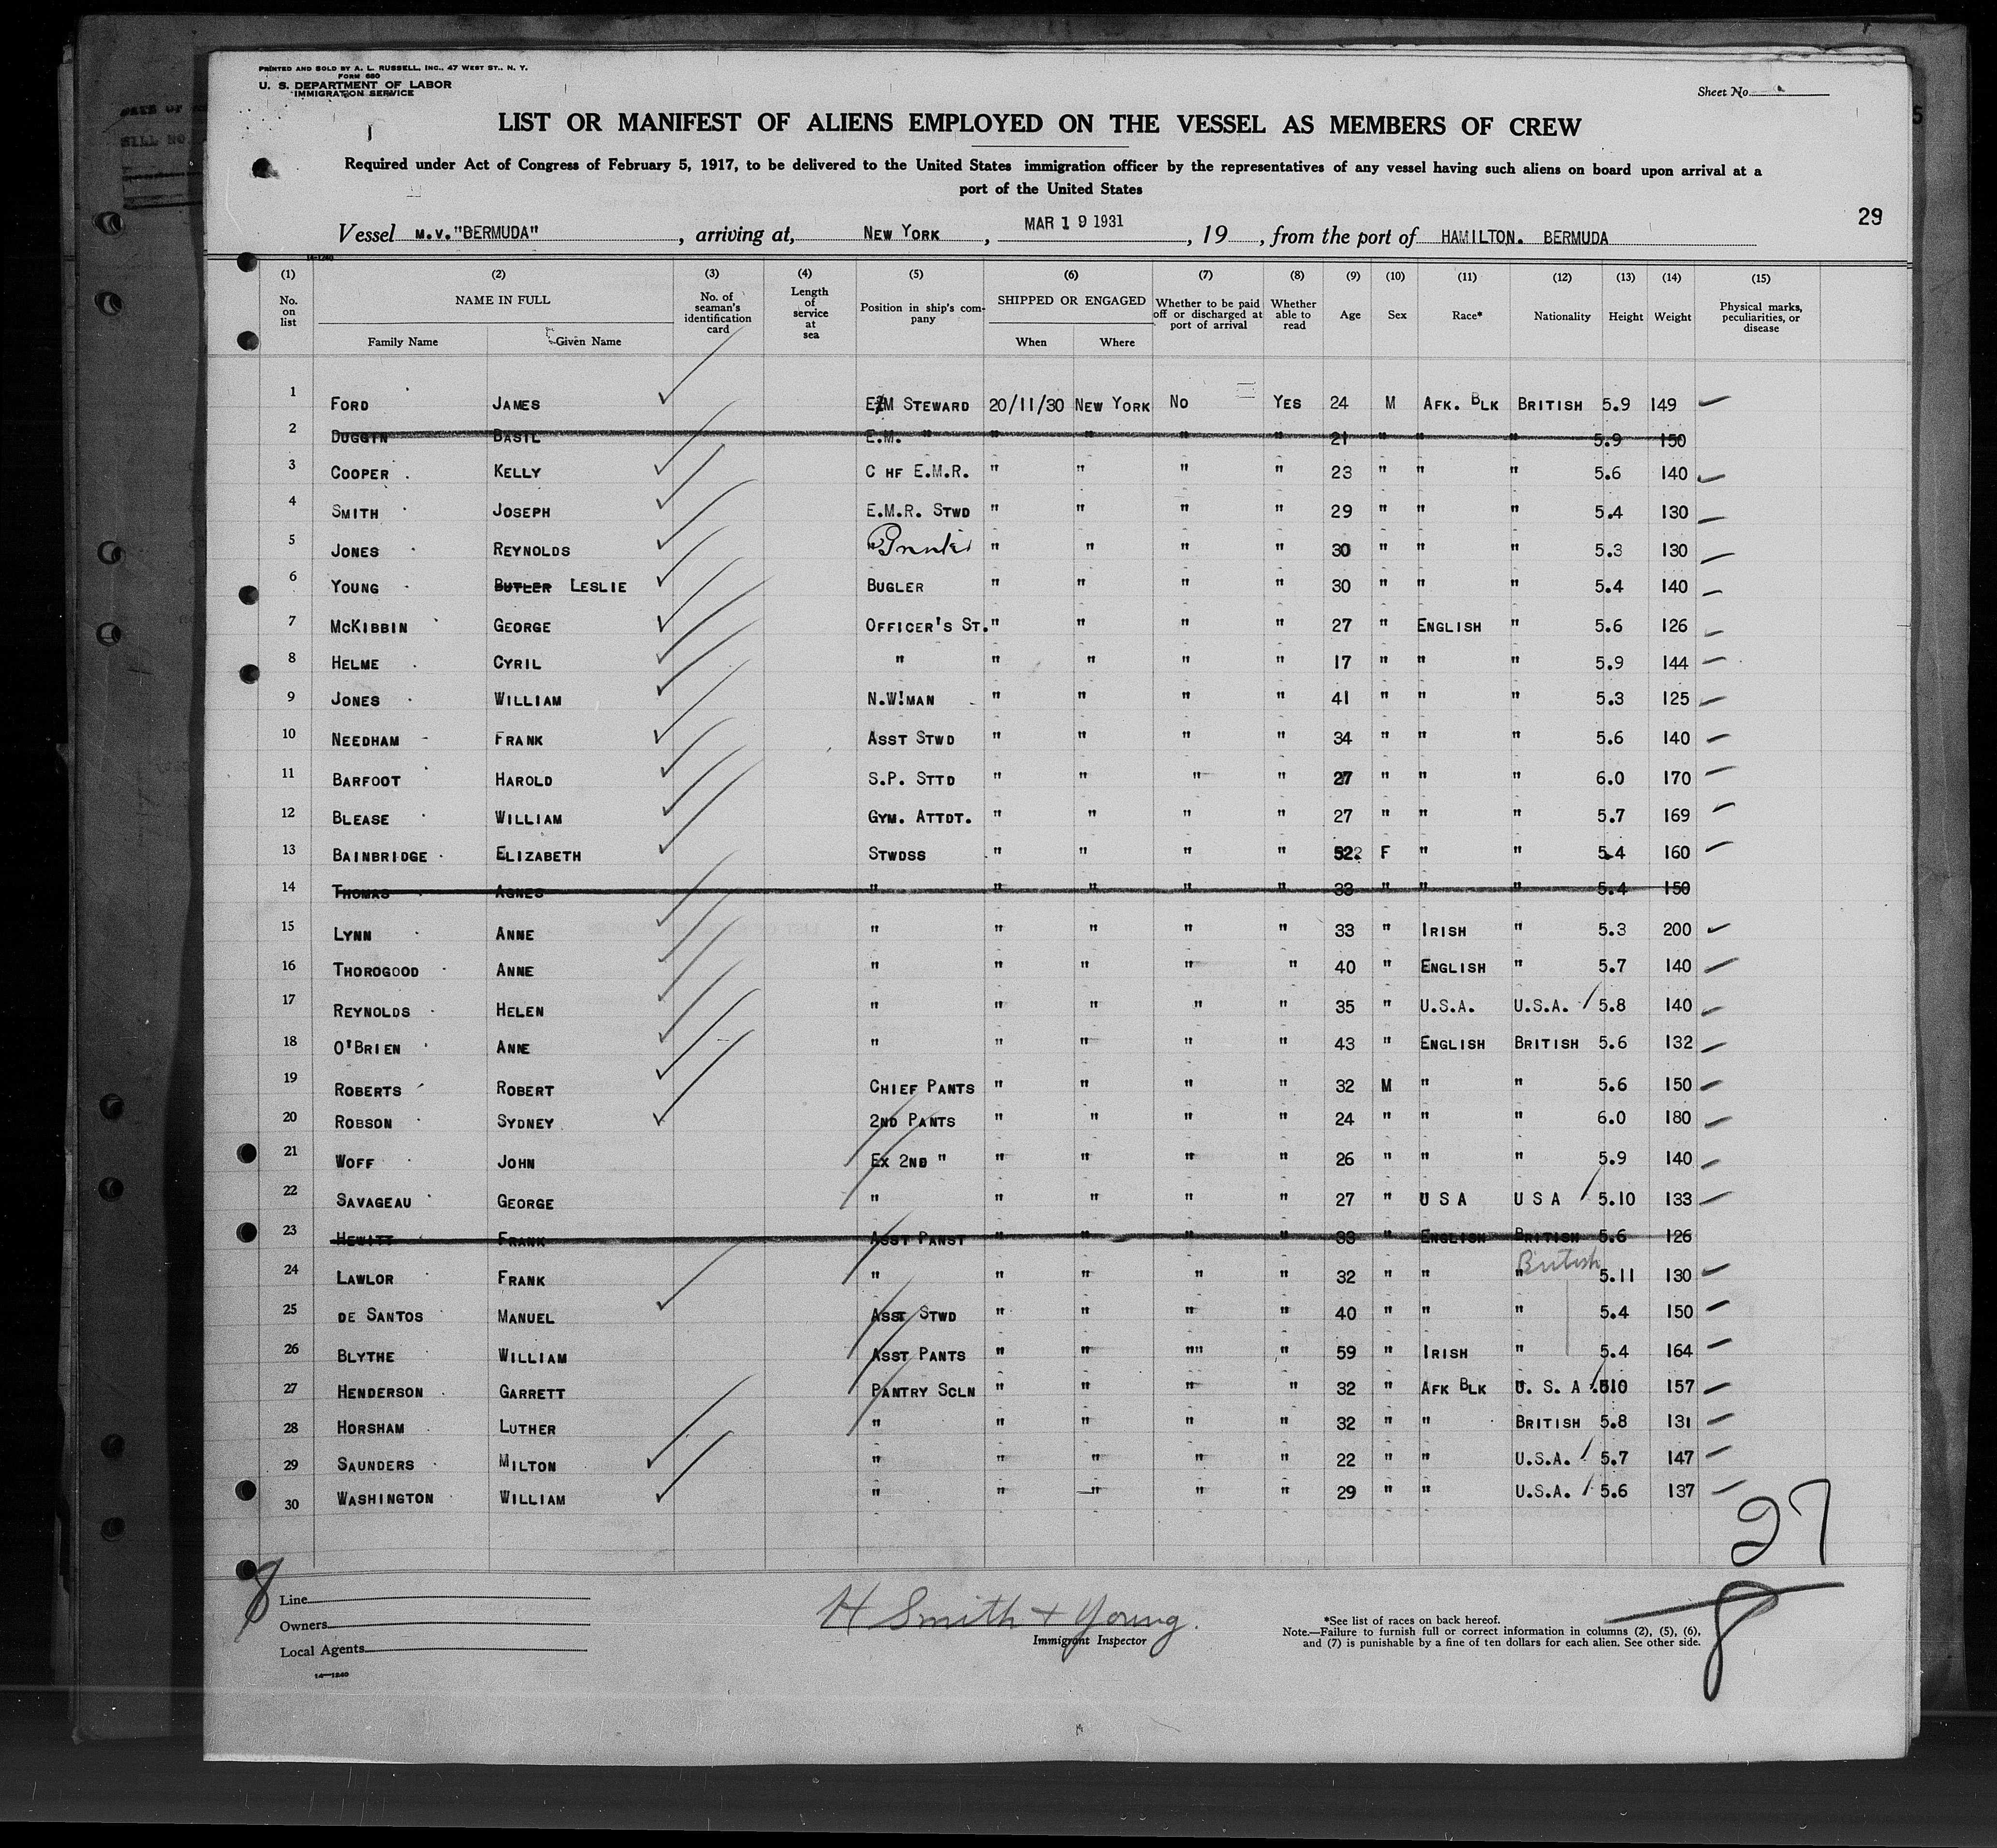 PRINTED AND SOLD BY A. L. RUSSELL, INC., 47 WEST ST., N. Y.
FORM 680
U. S. DEPARTMENT OF LABOR
IMMIGRATION SERVICE
Sheet No.
LIST OR MANIFEST OF ALIENS EMPLOYED ON THE VESSEL AS MEMBERS OF CREW
Required under Act of Congress of February 5, 1917, to be delivered to the United States immigration officer by the representatives of any vessel having such aliens on board upon arrival at a
port of the United States
29
Vessel M.V."BERMUDA" , arriving at, NEW YORK , MAR 19 1931 , 19 , from the port of HAMILTON. BERMUDA
14-1240
(1) (2) (3) (4) (5) (6) (7) (8) (9) (10) (11) (12) (13) (14) (15)
No. on list NAME IN FULL Family Name Given Name No. of seaman's identification card Length of service at sea Position in ship's company SHIPPED OR ENGAGED When Where Whether to be paid off or discharged at port of arrival Whether able to read Age Sex Race* Nationality Height Weight Physical marks, peculiarities, or disease
1 FORD JAMES EM STEWARD 20/11/30 NEW YORK NO YES 24 M AFK. BLK BRITISH 5.9 149
2 DUGGIN BASIL E.M. " " " " " 21 " " " 5.9 150
3 COOPER KELLY C HF E.M.R. " " " " 23 " " " 5.6 140
4 SMITH JOSEPH E.M.R. STWD " " " " 29 " " " 5.4 130
5 JONES REYNOLDS " " " " " 30 " " " 5.3 130
6 YOUNG BUTLER LESLIE BUGLER " " " " 30 " " " 5.4 140
7 MCKIBBIN GEORGE OFFICER'S ST. " " " " 27 " ENGLISH " 5.6 126
8 HELME CYRIL " " " " " 17 " " " 5.9 144
9 JONES WILLIAM N.W!MAN " " " " 41 " " " 5.3 125
10 NEEDHAM FRANK ASST STWD " " " " 34 " " " 5.6 140
11 BARFOOT HAROLD S.P. STTD " " " " 27 " " " 6.0 170
12 BLEASE WILLIAM GYM. ATTDT. " " " " 27 " " " 5.7 169
13 BAINBRIDGE ELIZABETH STWDSS " " " " 52 F " " 5.4 160
14 THOMAS AGNES " " " " " 33 " " " 5.4 150
15 LYNN ANNE " " " " " 33 " IRISH " 5.3 200
16 THOROGOOD ANNE " " " " " 40 " ENGLISH " 5.7 140
17 REYNOLDS HELEN " " " " " 35 " U.S.A. U.S.A. 5.8 140
18 O'BRIEN ANNE " " " " " 43 " ENGLISH BRITISH 5.6 132
19 ROBERTS ROBERT CHIEF PANTS " " " " 32 M " " 5.6 150
20 ROBSON SYDNEY 2ND PANTS " " " " 24 " " " 6.0 180
21 WOFF JOHN EX 2ND " " " " " 26 " " " 5.9 140
22 SAVAGEAU GEORGE " " " " " 27 " U S A U S A 5.10 133
23 HEWITT FRANK ASST PANST " " " " 33 " ENGLISH BRITISH 5.6 126
24 LAWLOR FRANK " " " " " 32 " " " British 5.11 130
25 DE SANTOS MANUEL ASST STWD " " " " 40 " " " 5.4 150
26 BLYTHE WILLIAM ASST PANTS " " "" " 59 " IRISH " 5.4 164
27 HENDERSON GARRETT PANTRY SCLN " " " " 32 " AFK BLK U. S. A. 510 157
28 HORSHAM LUTHER " " " " " 32 " " BRITISH 5.8 131
29 SAUNDERS MILTON " " " " " 22 " " U.S.A. 5.7 147
30 WASHINGTON WILLIAM " " " " " 29 " " U.S.A. 5.6 137
27
8
8
Line
Owners
Local Agents
14-1240
H Smith + Young.
Immigrant Inspector
*See list of races on back hereof.
Note.—Failure to furnish full or correct information in columns (2), (5), (6),
and (7) is punishable by a fine of ten dollars for each alien. See other side.